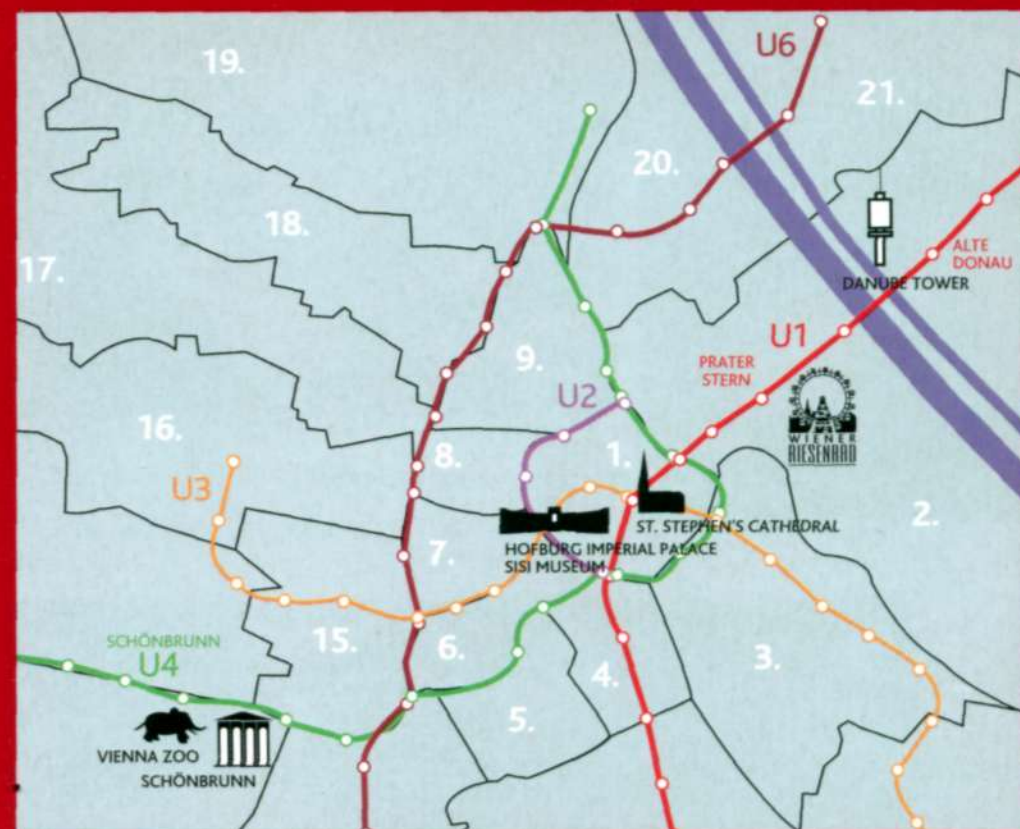 19.
U6
21.
20.
18.
17.
ALTE
DONAU
DANUBE TOWER
U1
9.
PRATER
STERN
U2
WIENER
RIESENRAD
16.
8.
1.
U3
ST. STEPHEN'S CATHEDRAL
2.
HOFBURG IMPERIAL PALACE
SISI MUSEUM
7.
15.
6.
SCHÖNBRUNN
U4
3.
4.
5.
VIENNA ZOO
SCHÖNBRUNN